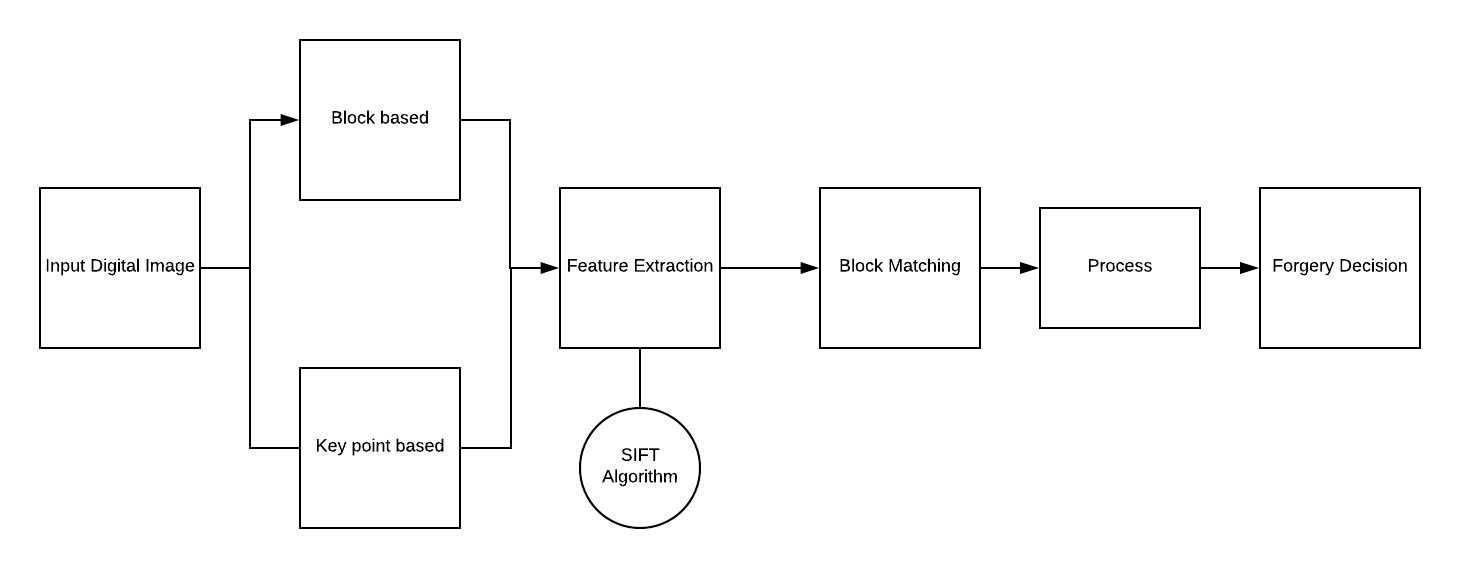 Block based
Input Digital Image
Feature Extraction
Block Matching
Process
Forgery Decision
Key point based
SIFT
Algorithm